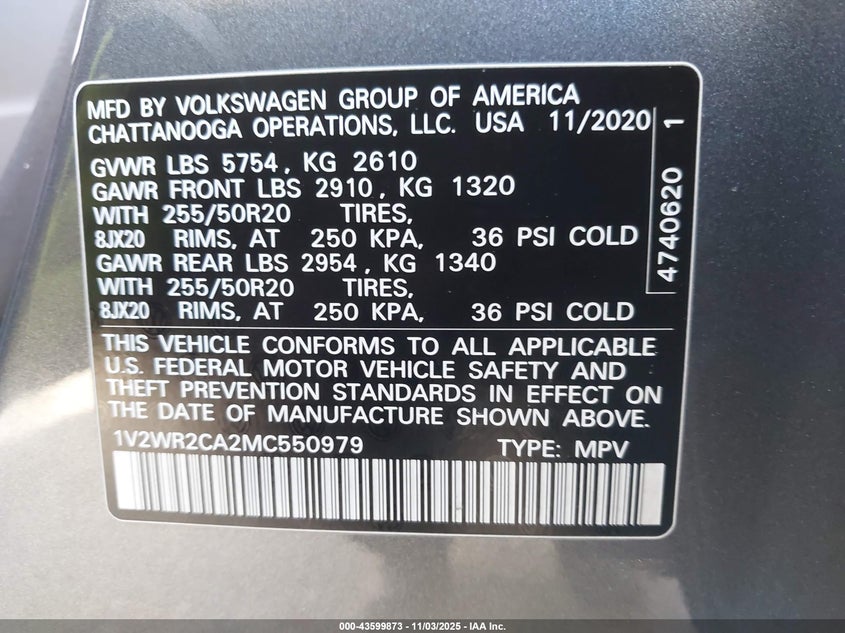 MFD BY VOLKSWAGEN GROUP OF AMERICA
CHATTANOOGA OPERATIONS, LLC. USA 11/2020
GVWR LBS 5754, KG 2610
GAWR FRONT LBS 2910, KG 1320
WITH 255/50R20 TIRES,
8JX20 RIMS, AT 250 KPA, 36 PSI COLD
GAWR REAR LBS 2954, KG 1340
WITH 255/50R20 TIRES,
8JX20 RIMS, AT 250 KPA, 36 PSI COLD
4740620 1
THIS VEHICLE CONFORMS TO ALL APPLICABLE
U.S. FEDERAL MOTOR VEHICLE SAFETY AND
THEFT PREVENTION STANDARDS IN EFFECT ON
THE DATE OF MANUFACTURE SHOWN ABOVE.
1V2WR2CA2MC550979 TYPE: MPV
000-43599873 - 11/03/2025 - IAA Inc.